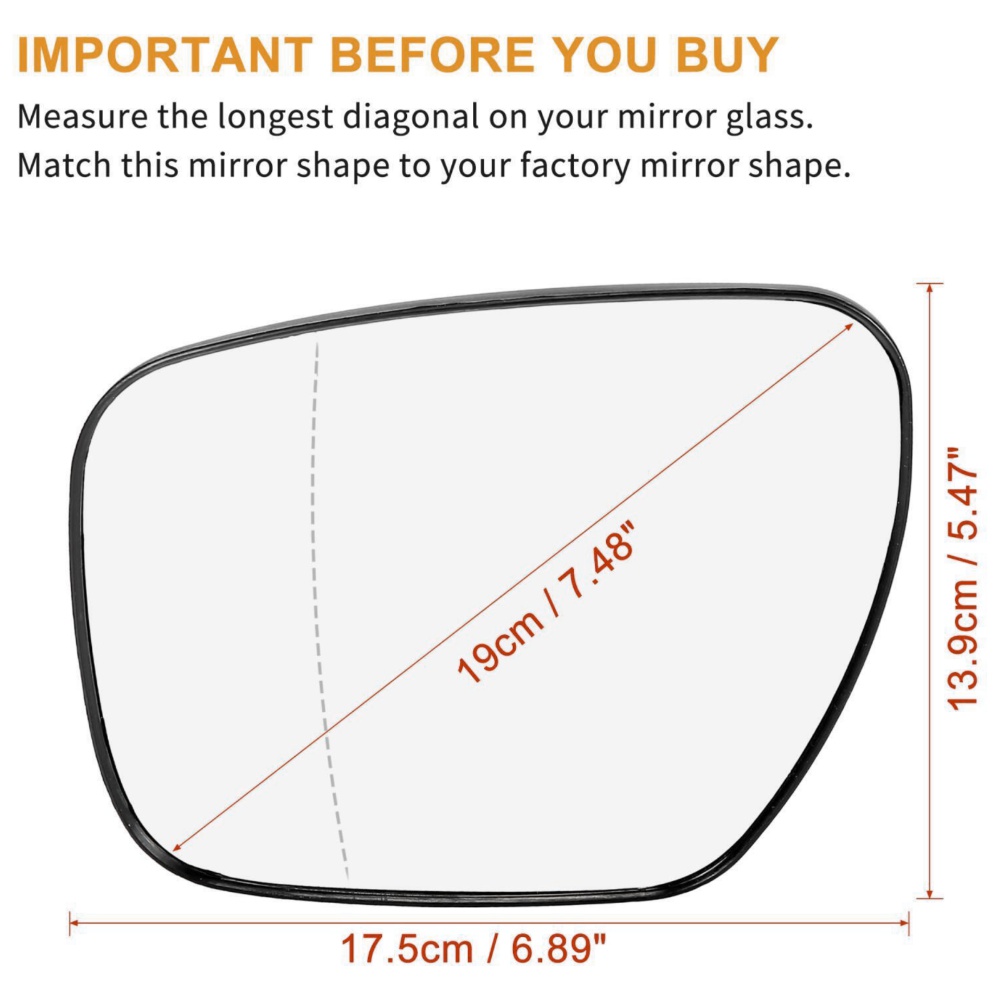 IMPORTANT BEFORE YOU BUY
Measure the longest diagonal on your mirror glass.
Match this mirror shape to your factory mirror shape.
19cm / 7.48"
13.9cm / 5.47"
17.5cm / 6.89"